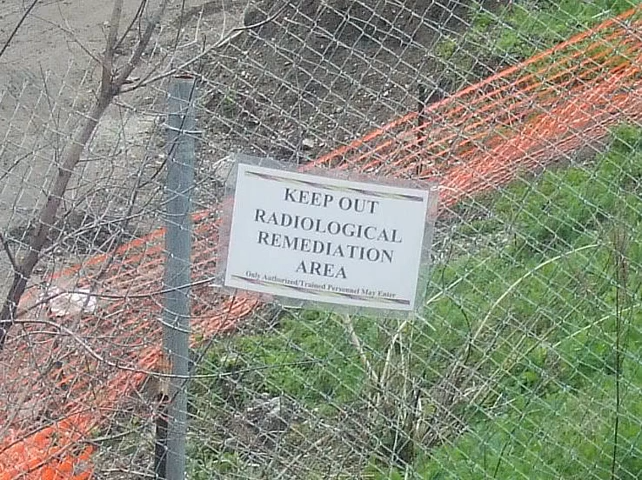 KEEP OUT
RADIOLOGICAL
REMEDIATION
AREA
Only Authorized/Trained Personnel May Enter